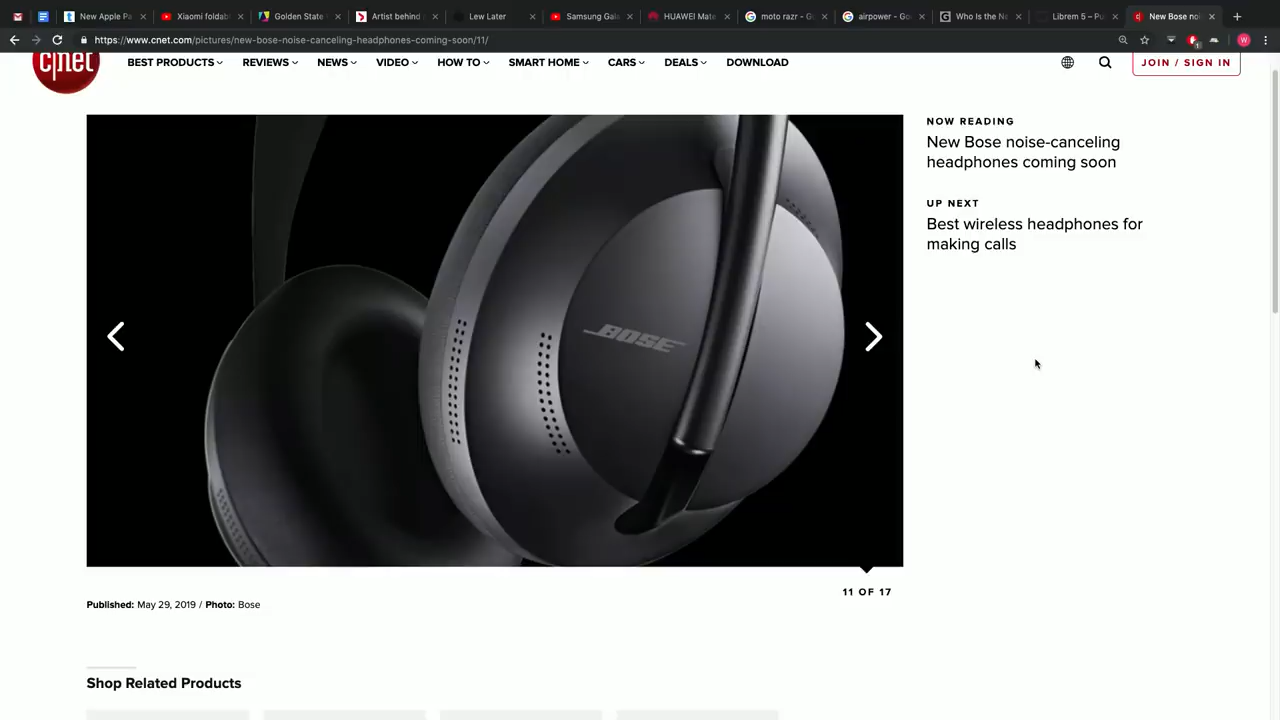 New Apple Pa
Xiaomi foldab
Golden State
Artist behind
Lew Later
Samsung Gala
HUAWEI Mate
moto razr - Go
airpower - Go
Who Is the Ne
Librem 5 – Pu
New Bose noi
https://www.cnet.com/pictures/new-bose-noise-canceling-headphones-coming-soon/11/
W
c|net
BEST PRODUCTS
REVIEWS
NEWS
VIDEO
HOW TO
SMART HOME
CARS
DEALS
DOWNLOAD
JOIN / SIGN IN
BOSE
NOW READING
New Bose noise-canceling
headphones coming soon
UP NEXT
Best wireless headphones for
making calls
11 OF 17
Published: May 29, 2019 / Photo: Bose
Shop Related Products